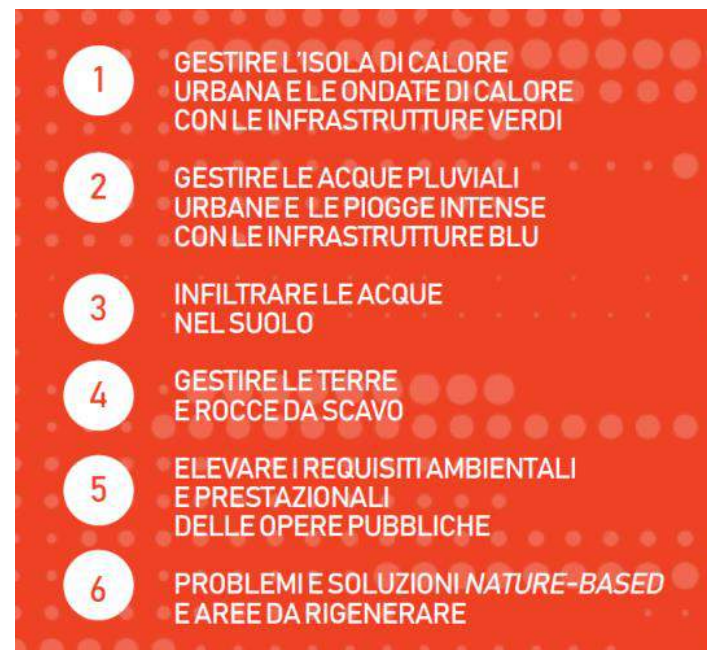 1
GESTIRE L'ISOLA DI CALORE
URBANA E LE ONDATE DI CALORE
CON LE INFRASTRUTTURE VERDI
2
GESTIRE LE ACQUE PLUVIALI
URBANE E LE PIOGGE INTENSE
CON LE INFRASTRUTTURE BLU
3
INFILTRARE LE ACQUE
NEL SUOLO
4
GESTIRE LE TERRE
E ROCCE DA SCAVO
5
ELEVARE I REQUISITI AMBIENTALI
E PRESTAZIONALI
DELLE OPERE PUBBLICHE
6
PROBLEMI E SOLUZIONI NATURE-BASED
E AREE DA RIGENERARE